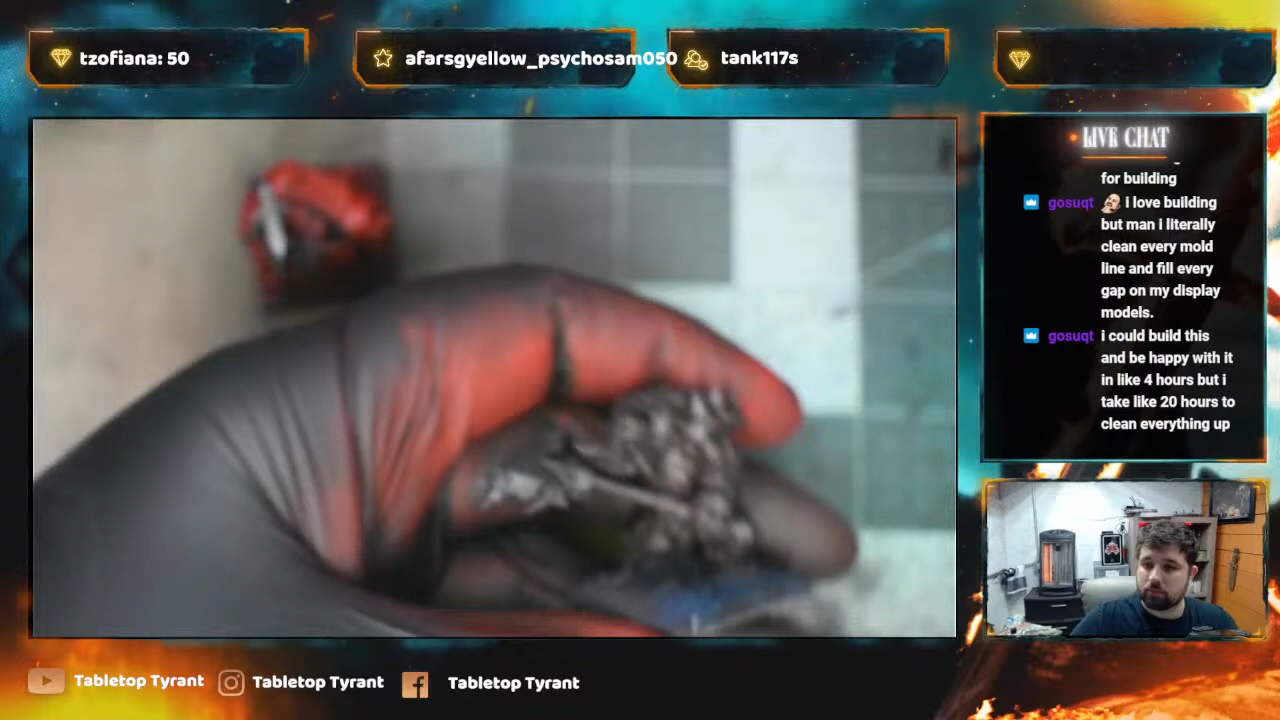 tzofiana: 50
afarsgyellow_psychosam050
tank117s
LIVE CHAT
for building
gosuqt i love building
but man i literally
clean every mold
line and fill every
gap on my display
models.
gosuqt i could build this
and be happy with it
in like 4 hours but i
take like 20 hours to
clean everything up
Tabletop Tyrant
Tabletop Tyrant
Tabletop Tyrant